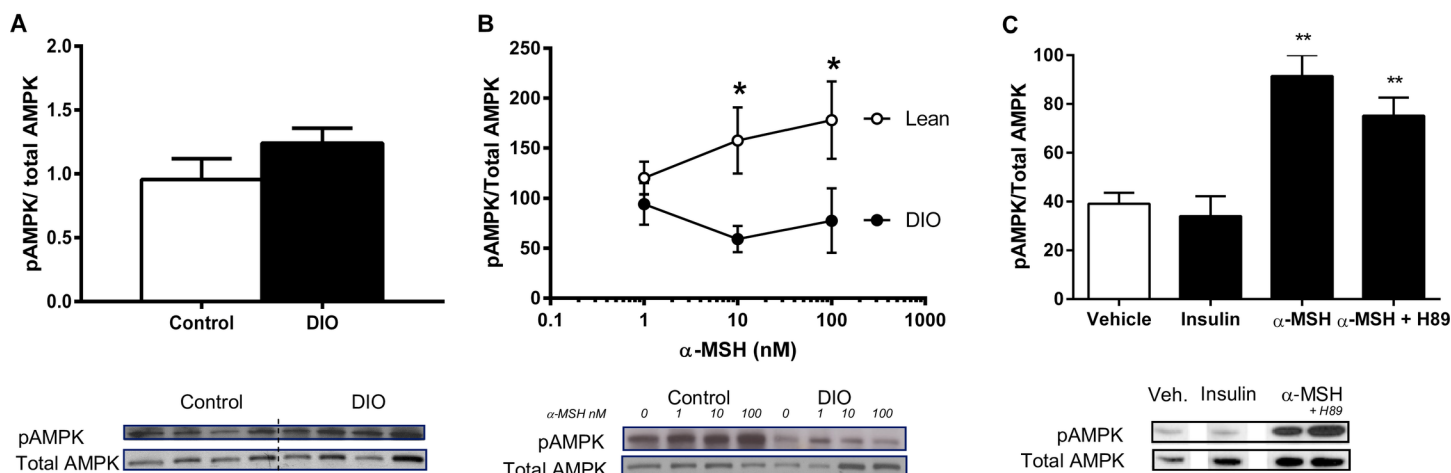 A
pAMPK/ total AMPK
2.0
1.5
1.0
0.5
0.0
Control DIO
Control DIO
pAMPK
Total AMPK
B
pAMPK/Total AMPK
250
200
150
100
50
0
* *
Lean
DIO
0.1 1 10 100 1000
α-MSH (nM)
Control DIO
α-MSH nM 0 1 10 100 0 1 10 100
pAMPK
Total AMPK
C
pAMPK/Total AMPK
100
80
60
40
20
0
**
**
Vehicle Insulin α-MSH α-MSH + H89
Veh. Insulin α-MSH
+ H89
pAMPK
Total AMPK